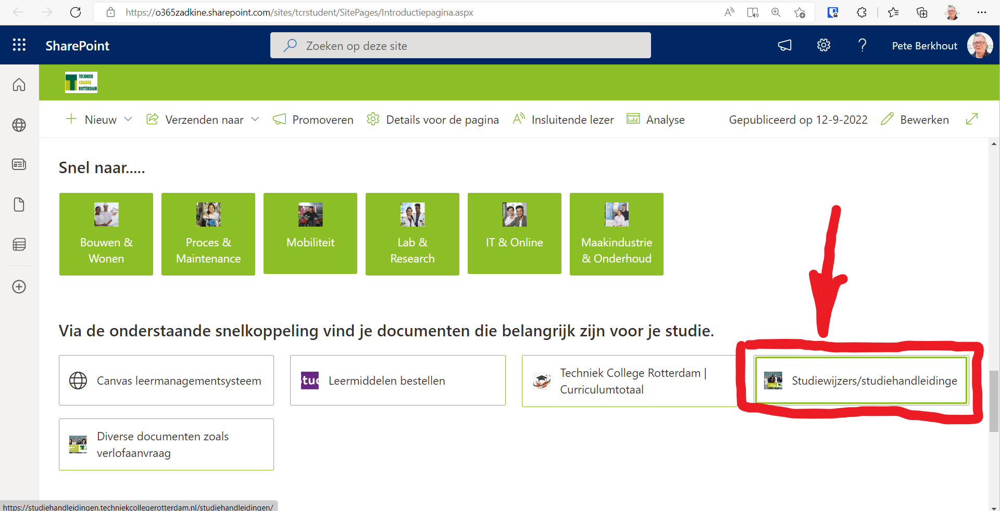 https://o365zadkine.sharepoint.com/sites/tcrstudent/SitePages/Introductiepagina.aspx
SharePoint
Zoeken op deze site
Pete Berkhout
TECHNIEK
COLLEGE
ROTTERDAM
Nieuw
Verzenden naar
Promoveren
Details voor de pagina
Insluitende lezer
Analyse
Gepubliceerd op 12-9-2022
Bewerken
Snel naar.....
Bouwen &
Wonen
Proces &
Maintenance
Mobiliteit
Lab &
Research
IT & Online
Maakindustrie
& Onderhoud
Via de onderstaande snelkoppeling vind je documenten die belangrijk zijn voor je studie.
Canvas leermanagementsysteem
Stuc
Leermiddelen bestellen
Techniek College Rotterdam |
Curriculumtotaal
Studiewijzers/studiehandleidinge
Diverse documenten zoals
verlofaanvraag
https://studiehandleidingen.techniekcollegerotterdam.nl/studiehandleidingen/